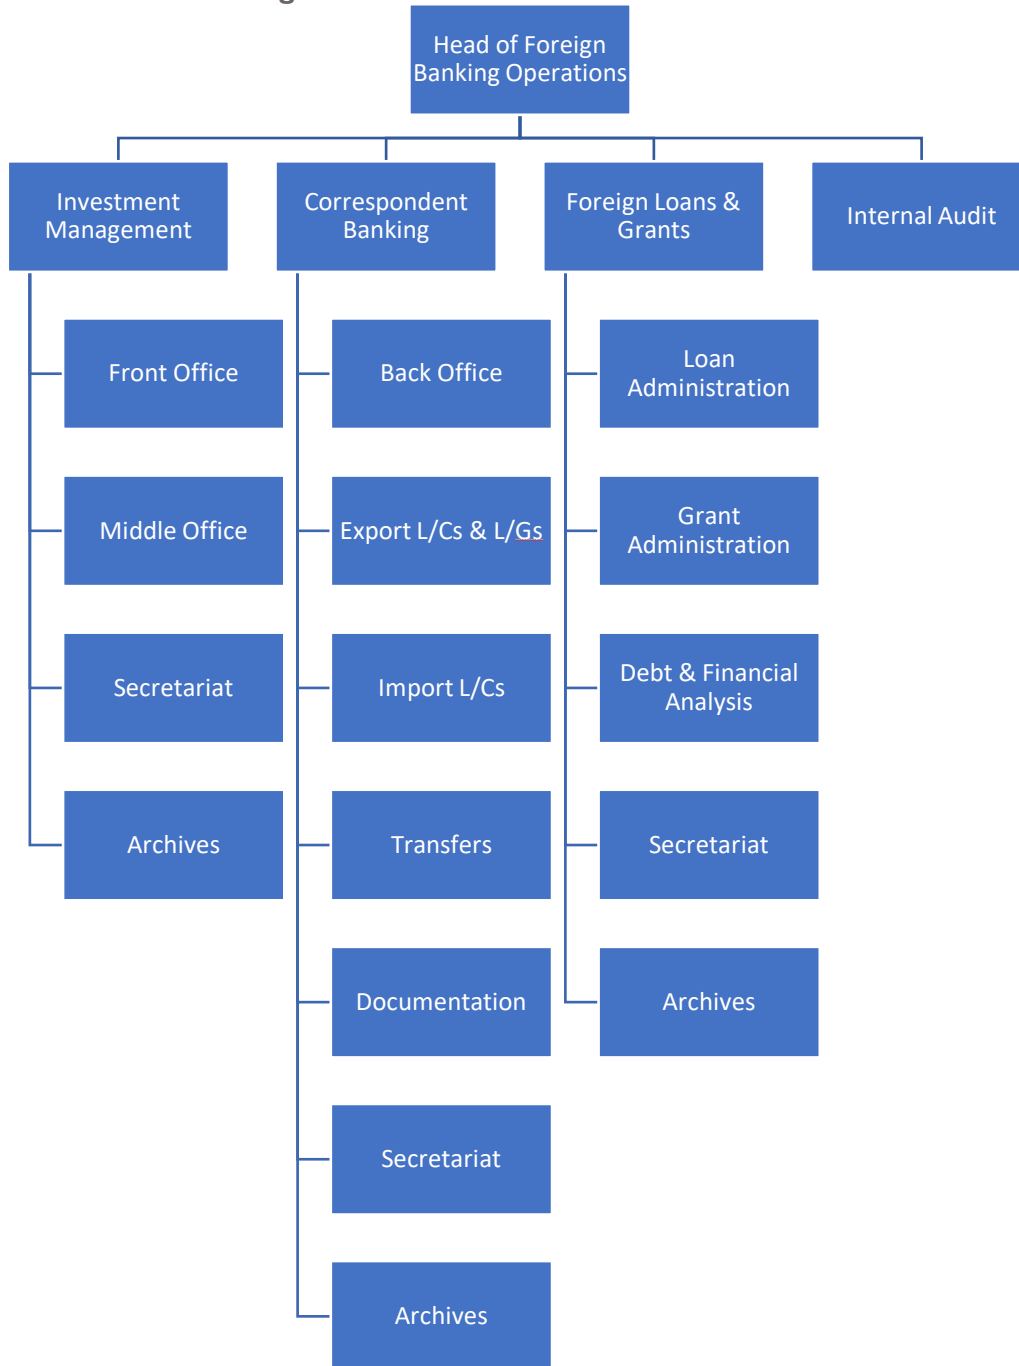 Head of Foreign
Banking Operations
Investment
Management
Correspondent
Banking
Foreign Loans &
Grants
Internal Audit
Front Office
Back Office
Loan
Administration
Middle Office
Export L/Cs & L/Gs
Grant
Administration
Secretariat
Import L/Cs
Debt & Financial
Analysis
Archives
Transfers
Secretariat
Documentation
Archives
Secretariat
Archives